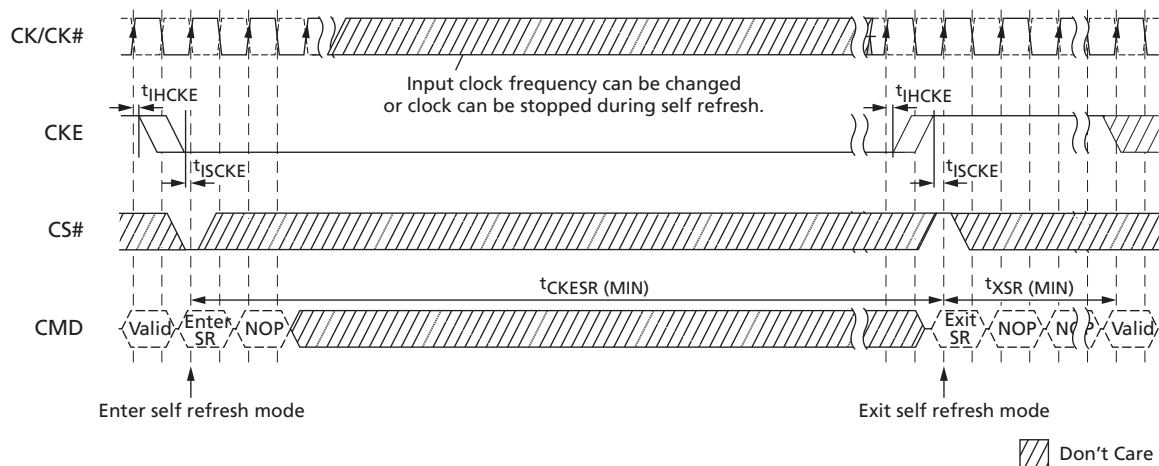 CK/CK#
Input clock frequency can be changed
or clock can be stopped during self refresh.
tIHCKE
tIHCKE
CKE
tISCKE
tISCKE
CS#
tCKESR (MIN)
tXSR (MIN)
CMD
Valid
Enter
SR
NOP
Exit
SR
NOP
NOP
Valid
Enter self refresh mode
Exit self refresh mode
Don't Care